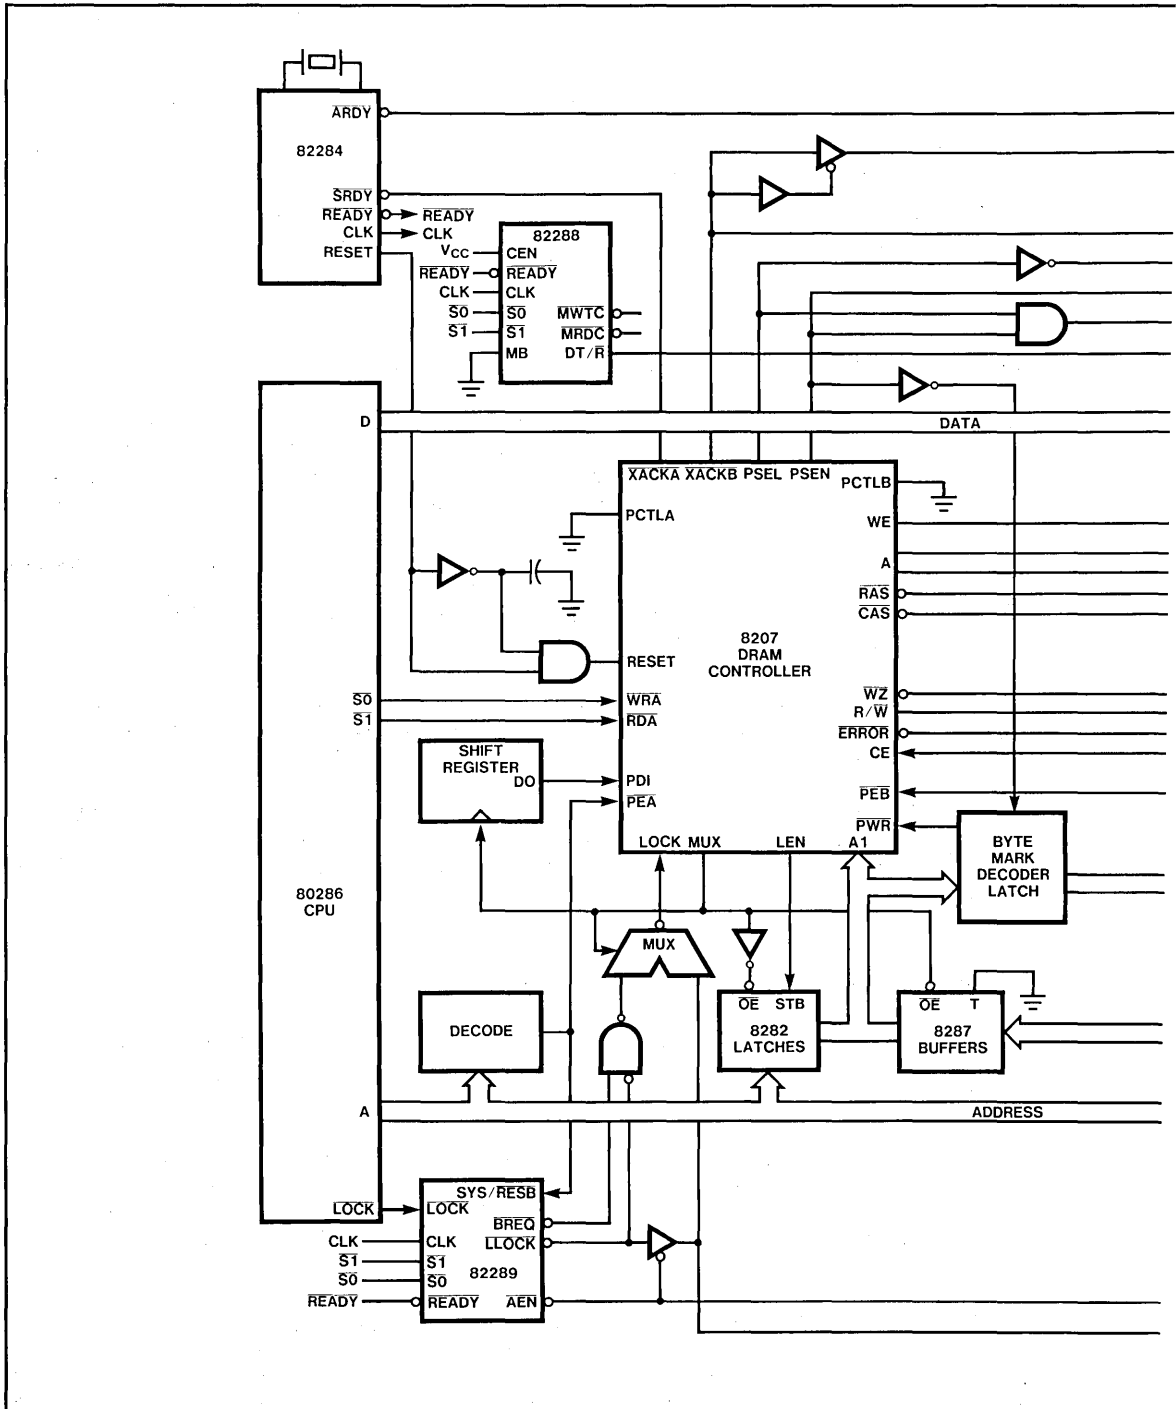 ARDY
82284
SRDY
READY
READY
CLK
CLK
RESET
82288
VCC
CEN
READY
READY
CLK
CLK
S0
S0
MWTC
S1
S1
MRDC
MB
DT/R
D
DATA
XACKA XACKB PSEL PSEN
PCTLB
PCTLA
WE
A
RAS
CAS
8207
DRAM
CONTROLLER
RESET
S0
WRA
WZ
S1
RDA
R/W
ERROR
SHIFT
REGISTER
CE
DO
PDI
PEB
PEA
PWR
LOCK MUX LEN A1
BYTE
MARK
DECODER
LATCH
80286
CPU
MUX
DECODE
OE STB
8282
LATCHES
OE T
8287
BUFFERS
A
ADDRESS
SYS/RESB
LOCK
LOCK
BREQ
CLK
CLK
LLOCK
S1
S1
82289
S0
S0
READY
READY
AEN